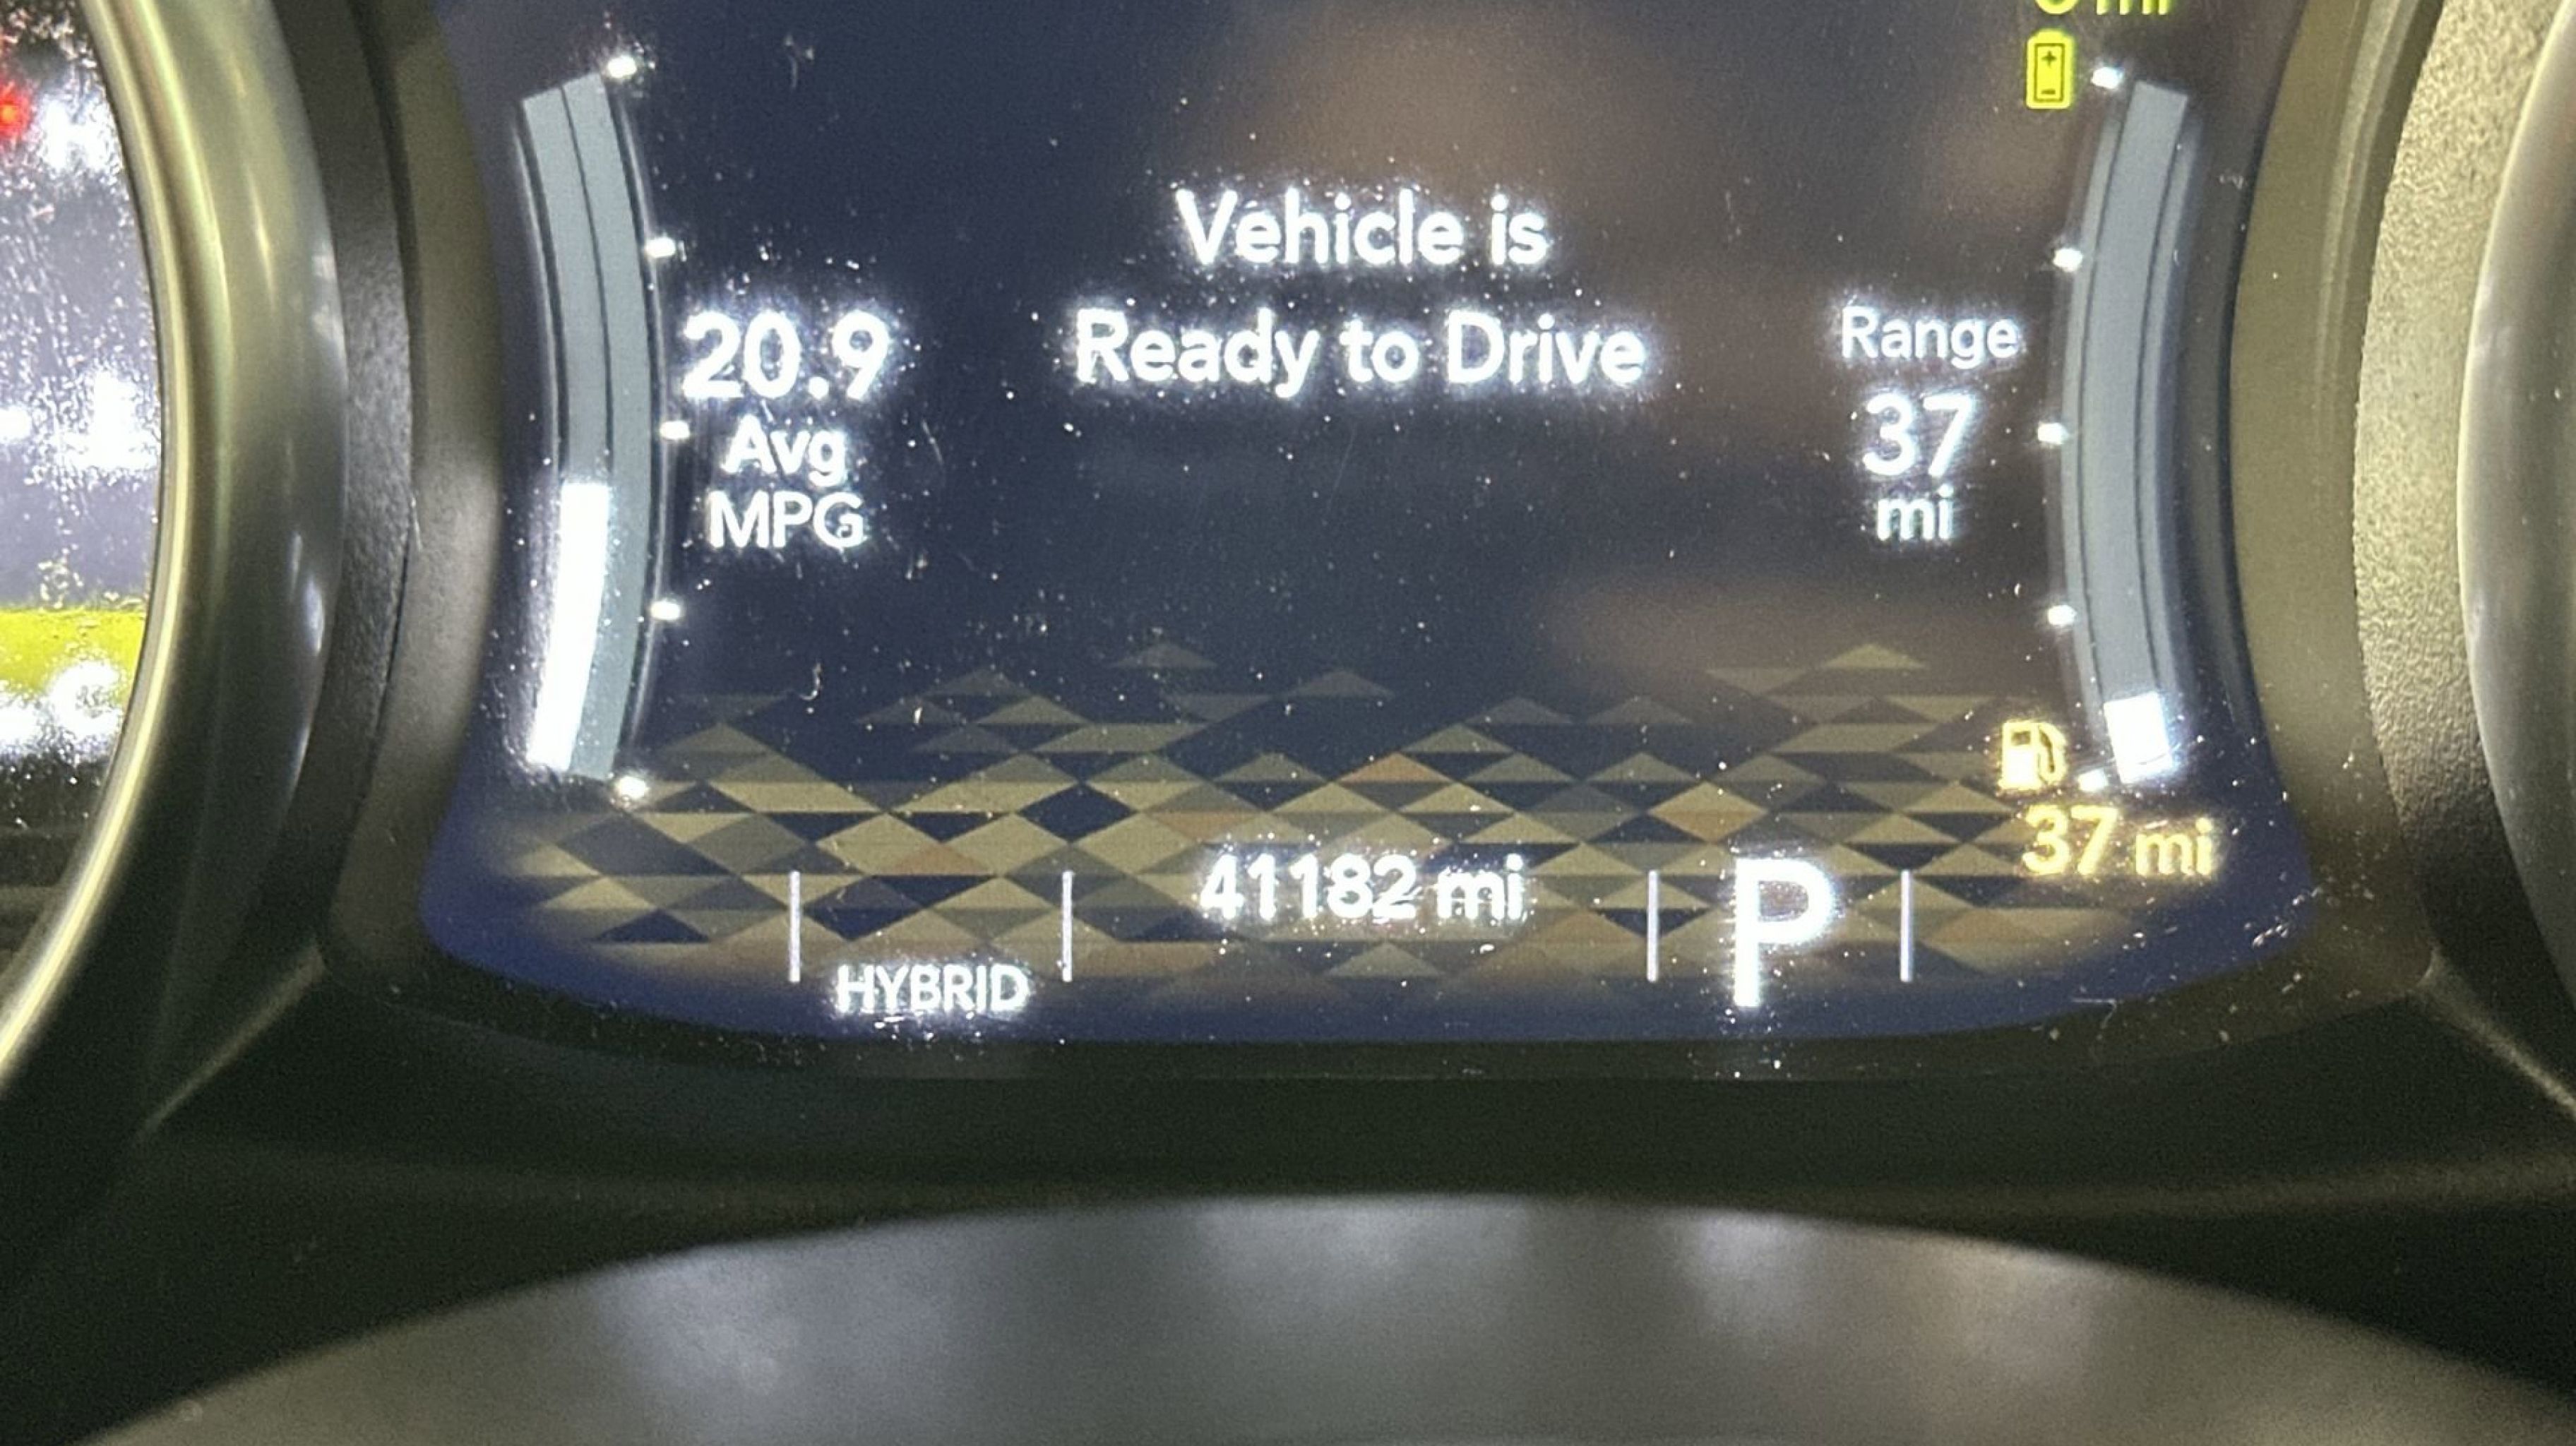 Vehicle is
Ready to Drive
20.9
Avg
MPG
Range
37
mi
37 mi
41182 mi
P
HYBRID